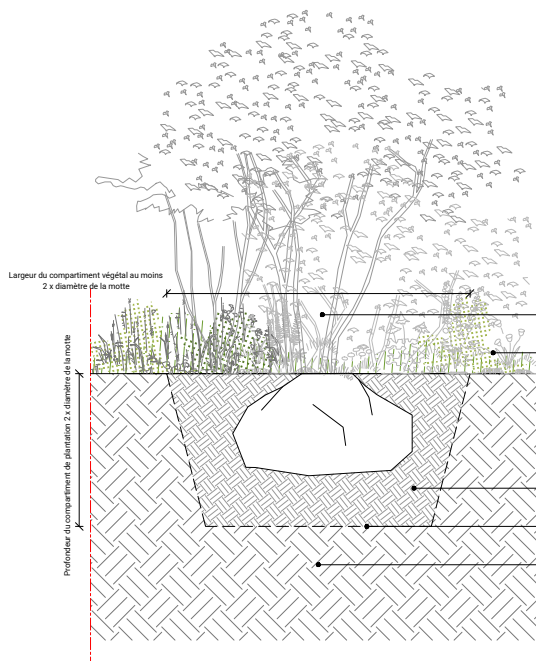 Largeur du compartiment végétal au moins
2 x diamètre de la motte
Profondeur du compartiment de plantation 2 x diamètre de la motte